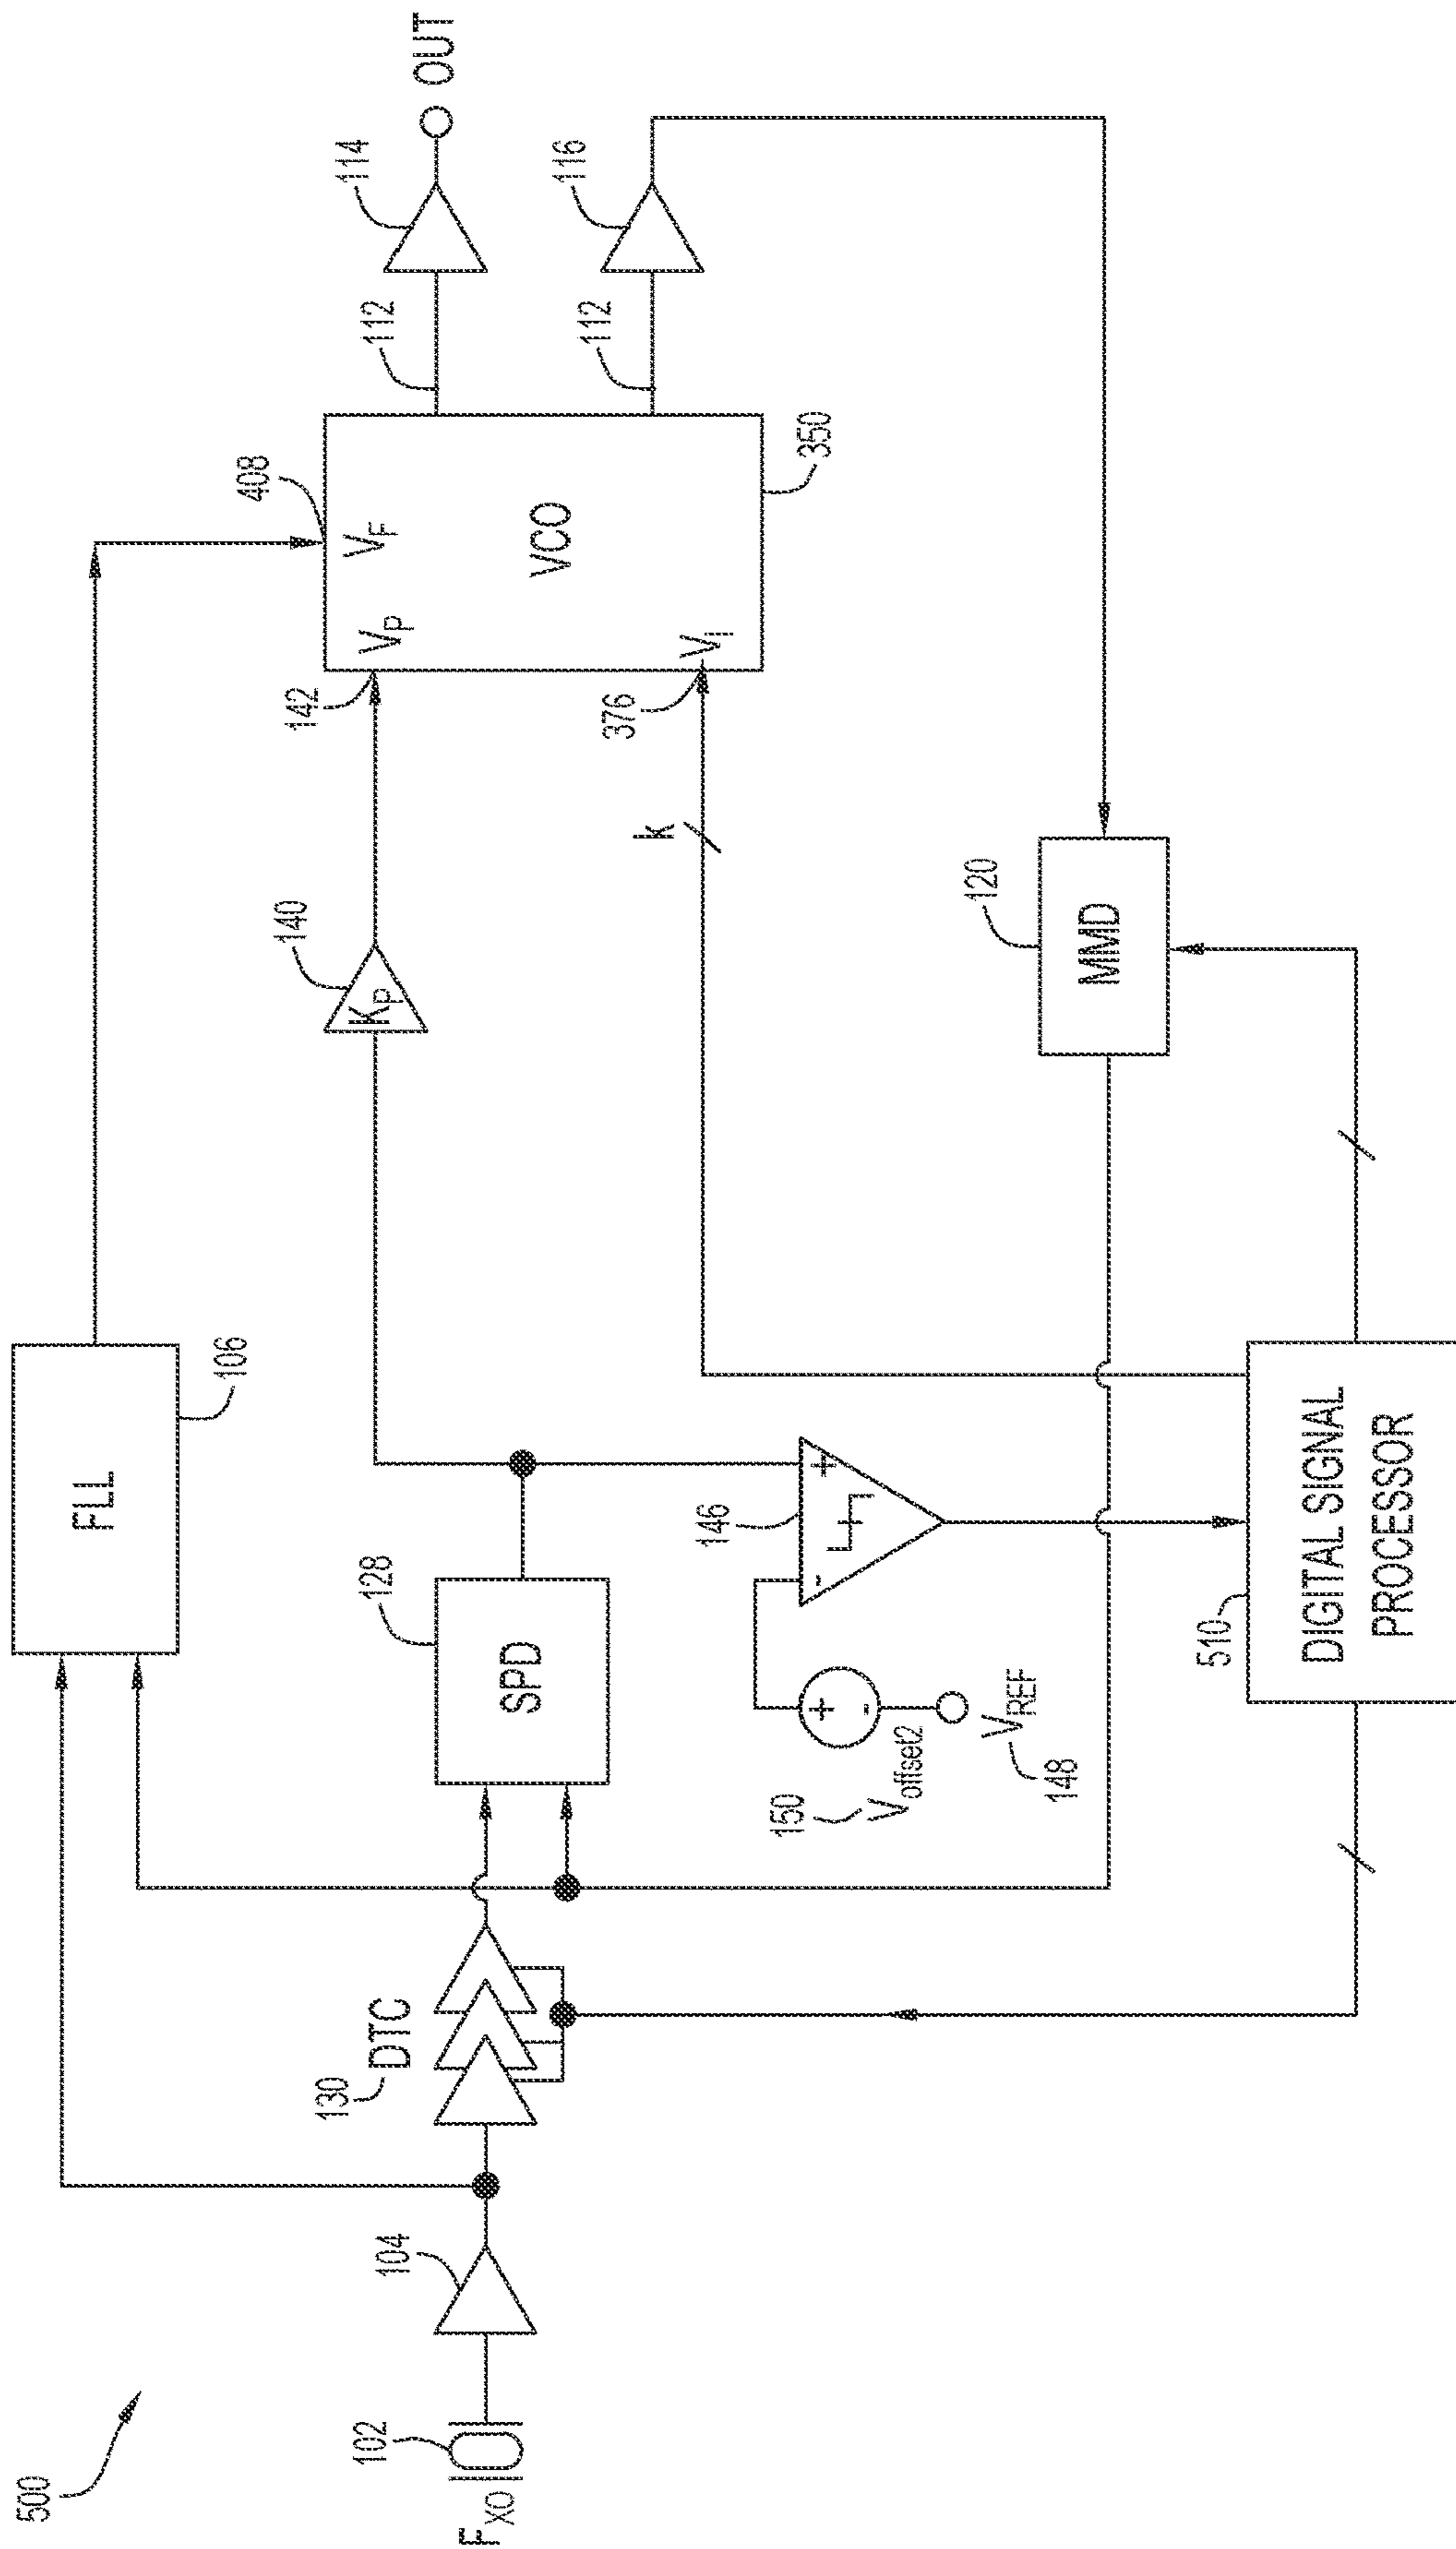 500
F_XO
102
104
130
DTC
FLL
106
128
SPD
146
+
-
+
-
150
V_offset2
V_REF
148
140
K_P
142
V_P
408
V_F
VCO
376
V_I
350
k
112
114
OUT
112
116
120
MMD
510
DIGITAL SIGNAL
PROCESSOR